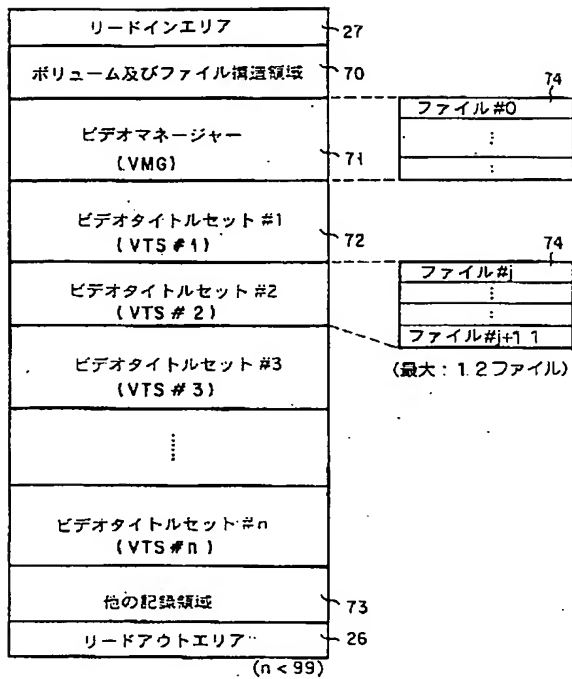 リードインエリア
27
ボリューム及びファイル構造領域
70
ビデオマネージャー
(VMG)
71
74
ファイル#0
⋮
:
ビデオタイトルセット #1
(VTS #1)
72
ビデオタイトルセット #2
(VTS #2)
74
ファイル#j
⋮
:
ファイル#j+11
(最大:12ファイル)
ビデオタイトルセット #3
(VTS #3)
⋮
ビデオタイトルセット #n
(VTS #n)
他の記録領域
73
リードアウトエリア
26
(n<99)